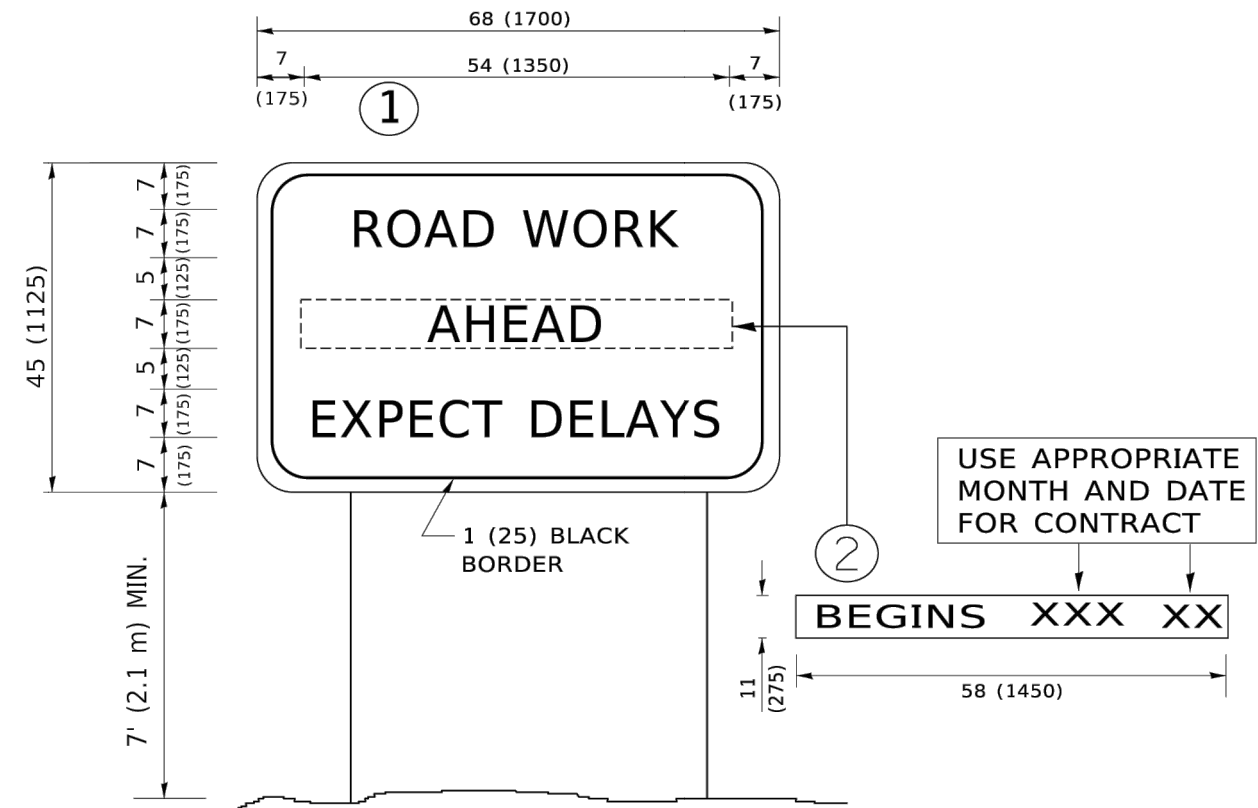 68 (1700)
7
54 (1350)
7
(175)
(175)
1
45 (1125)
7
(175)
7
(175)
5
(125)
7
(175)
5
(125)
7
(175)
7
(175)
ROAD WORK
AHEAD
EXPECT DELAYS
1 (25) BLACK
BORDER
7' (2.1 m) MIN.
USE APPROPRIATE
MONTH AND DATE
FOR CONTRACT
2
BEGINS XXX XX
11
(275)
58 (1450)